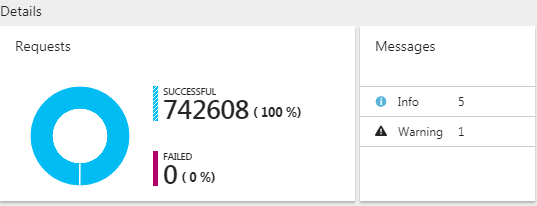 Details
Requests
SUCCESSFUL
742608 ( 100 %)
FAILED
0 ( 0 %)
Messages
Info 5
Warning 1